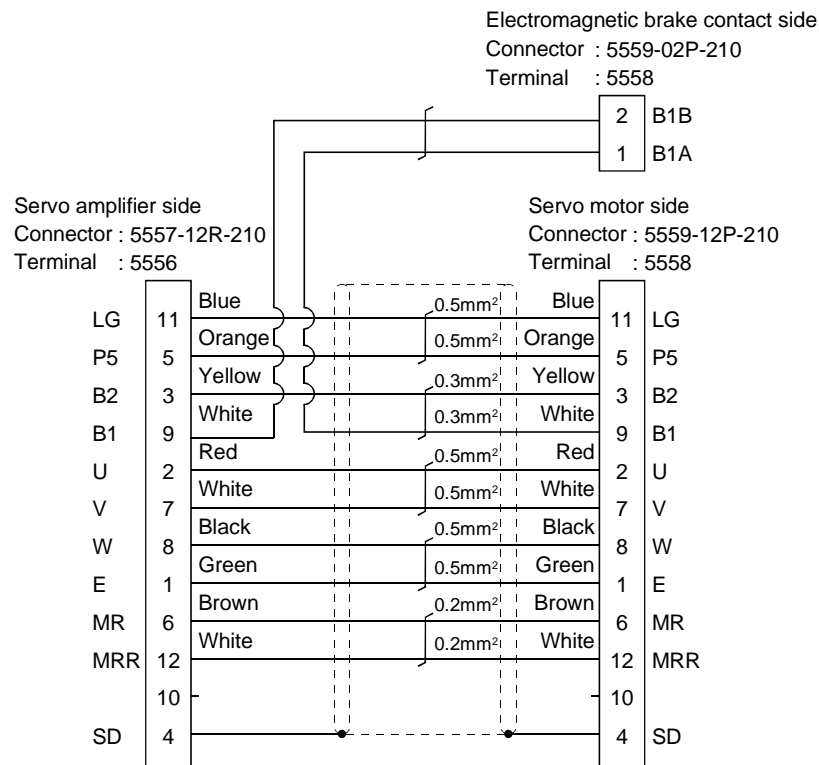 Electromagnetic brake contact side
Connector : 5559-02P-210
Terminal : 5558
2 B1B
1 B1A
Servo amplifier side
Connector : 5557-12R-210
Terminal : 5556
Servo motor side
Connector : 5559-12P-210
Terminal : 5558
LG 11 Blue 0.5mm² Blue 11 LG
P5 5 Orange 0.5mm² Orange 5 P5
B2 3 Yellow 0.3mm² Yellow 3 B2
B1 9 White 0.3mm² White 9 B1
U 2 Red 0.5mm² Red 2 U
V 7 White 0.5mm² White 7 V
W 8 Black 0.5mm² Black 8 W
E 1 Green 0.5mm² Green 1 E
MR 6 Brown 0.2mm² Brown 6 MR
MRR 12 White 0.2mm² White 12 MRR
10 10
SD 4 4 SD